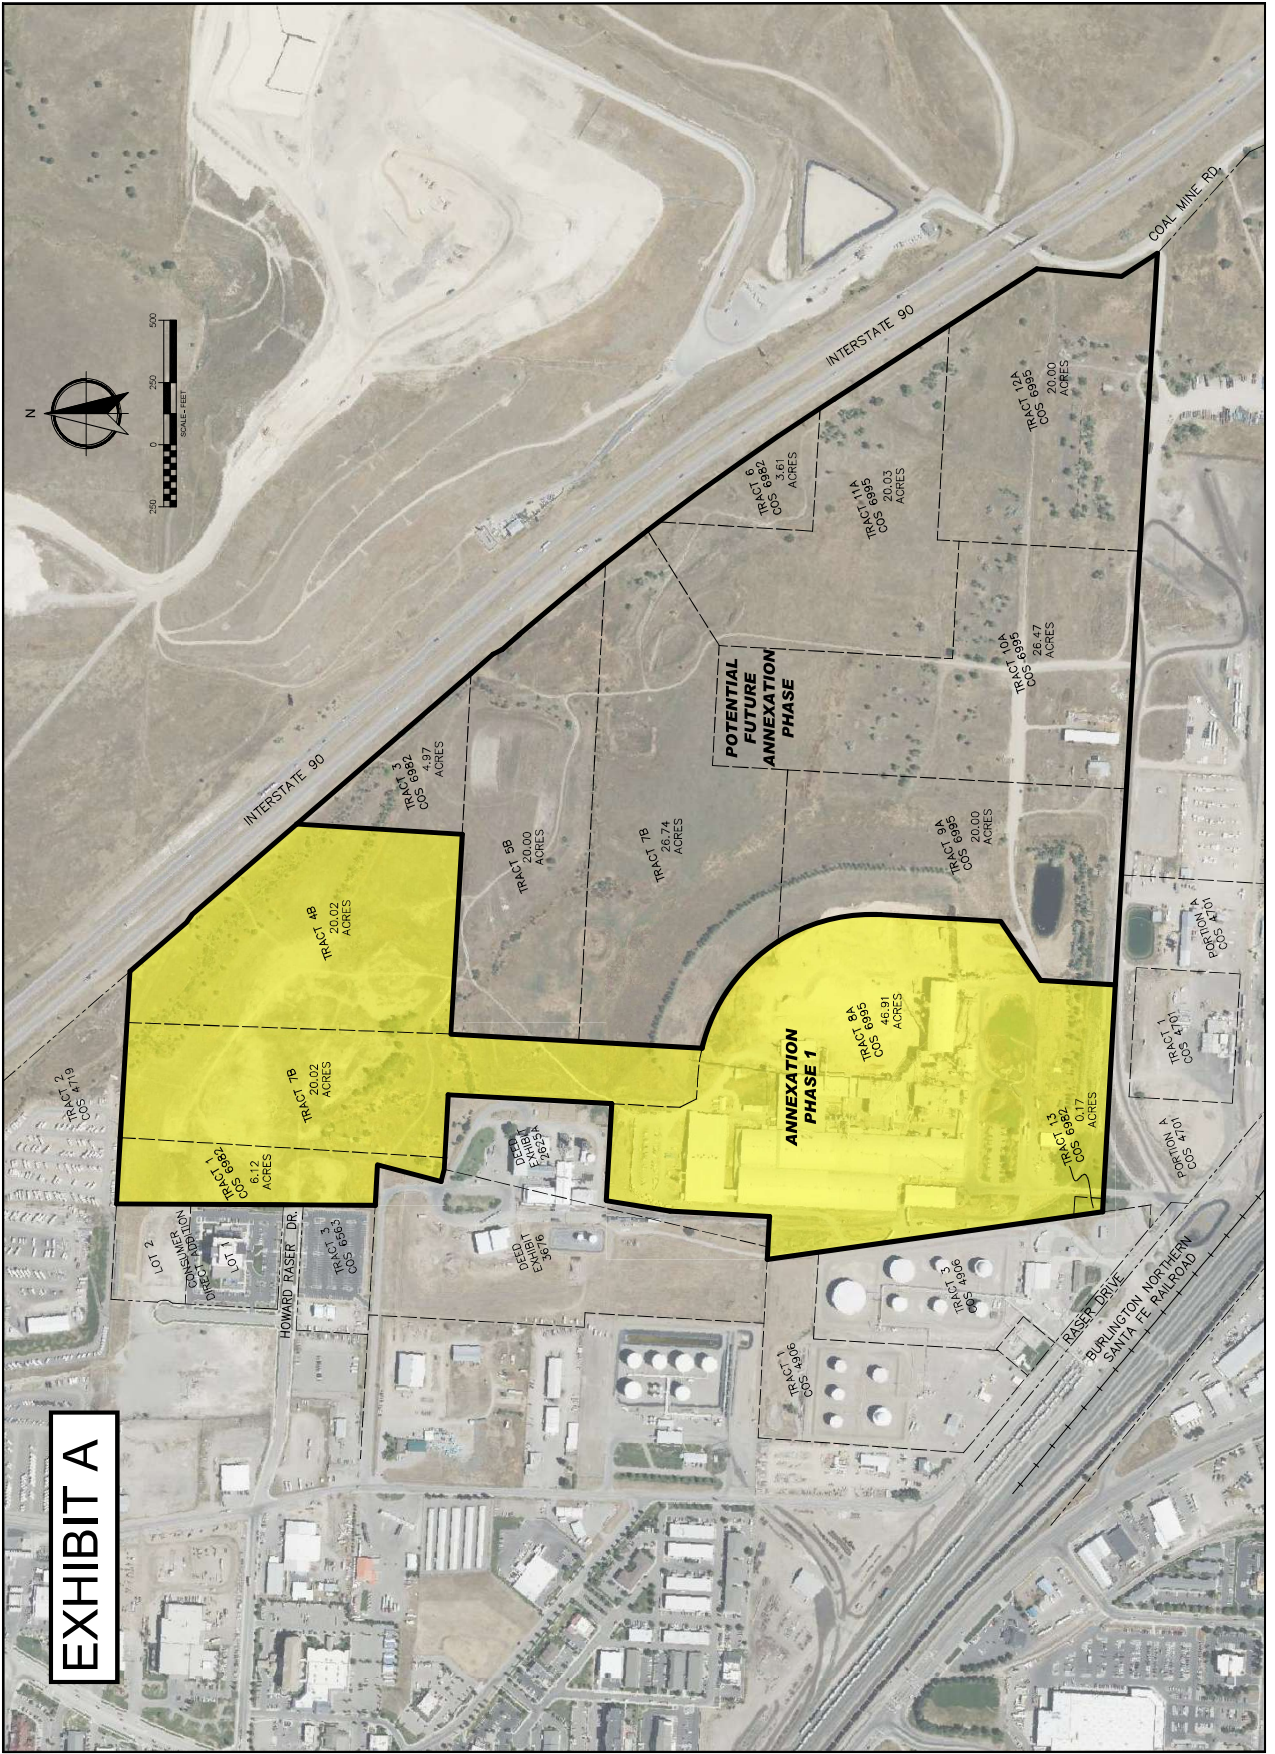 EXHIBIT A
N
250
0
250
500
SCALE - FEET
INTERSTATE 90
INTERSTATE 90
COAL MINE RD.
TRACT 2
COS 4719
LOT 2
CONSUMER
DIRECT ADDITION
LOT 1
HOWARD RASER DR.
TRACT 3
COS 6563
TRACT 1
COS 6982
6.12
ACRES
TRACT 7B
20.02
ACRES
TRACT 4B
20.02
ACRES
TRACT 3
COS 6982
4.97
ACRES
TRACT 5B
20.00
ACRES
TRACT 7B
26.74
ACRES
TRACT 6
COS 6982
3.61
ACRES
TRACT 11A
COS 6995
20.03
ACRES
TRACT 12A
COS 6995
20.00
ACRES
POTENTIAL
FUTURE
ANNEXATION
PHASE
TRACT 10A
COS 6995
26.47
ACRES
TRACT 9A
COS 6995
20.00
ACRES
DEED
EXHIBIT
2625A
DEED
EXHIBIT
3676
ANNEXATION
PHASE 1
TRACT 8A
COS 6995
46.91
ACRES
TRACT 13
COS 6982
0.17
ACRES
TRACT 1
COS 4906
TRACT 3
COS 4906
RASER DRIVE
BURLINGTON NORTHERN
SANTA FE RAILROAD
PORTION A
COS 4701
TRACT 1
COS 4701
PORTION A
COS 4701